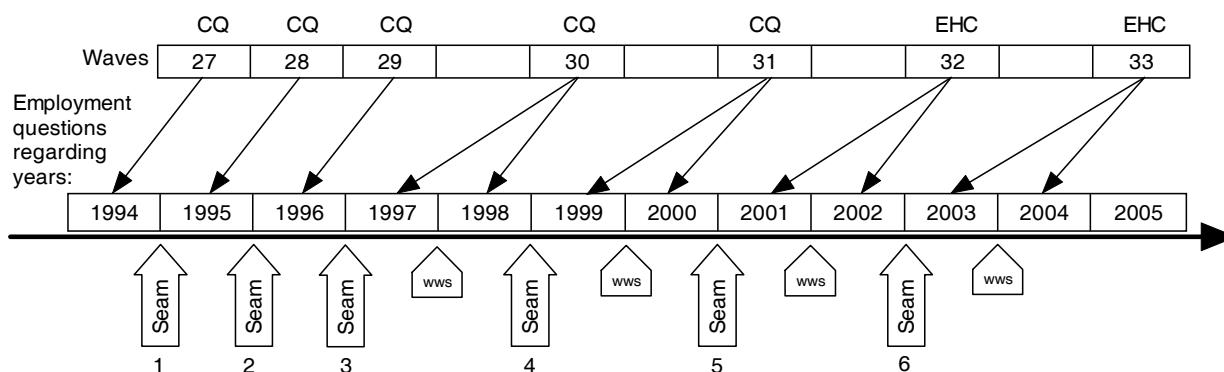 CQ CQ CQ CQ CQ EHC EHC
Waves 27 28 29 30 31 32 33
Employment
questions
regarding
years:
1994 1995 1996 1997 1998 1999 2000 2001 2002 2003 2004 2005
wws wws wws wws
Seam Seam Seam Seam Seam Seam
1 2 3 4 5 6